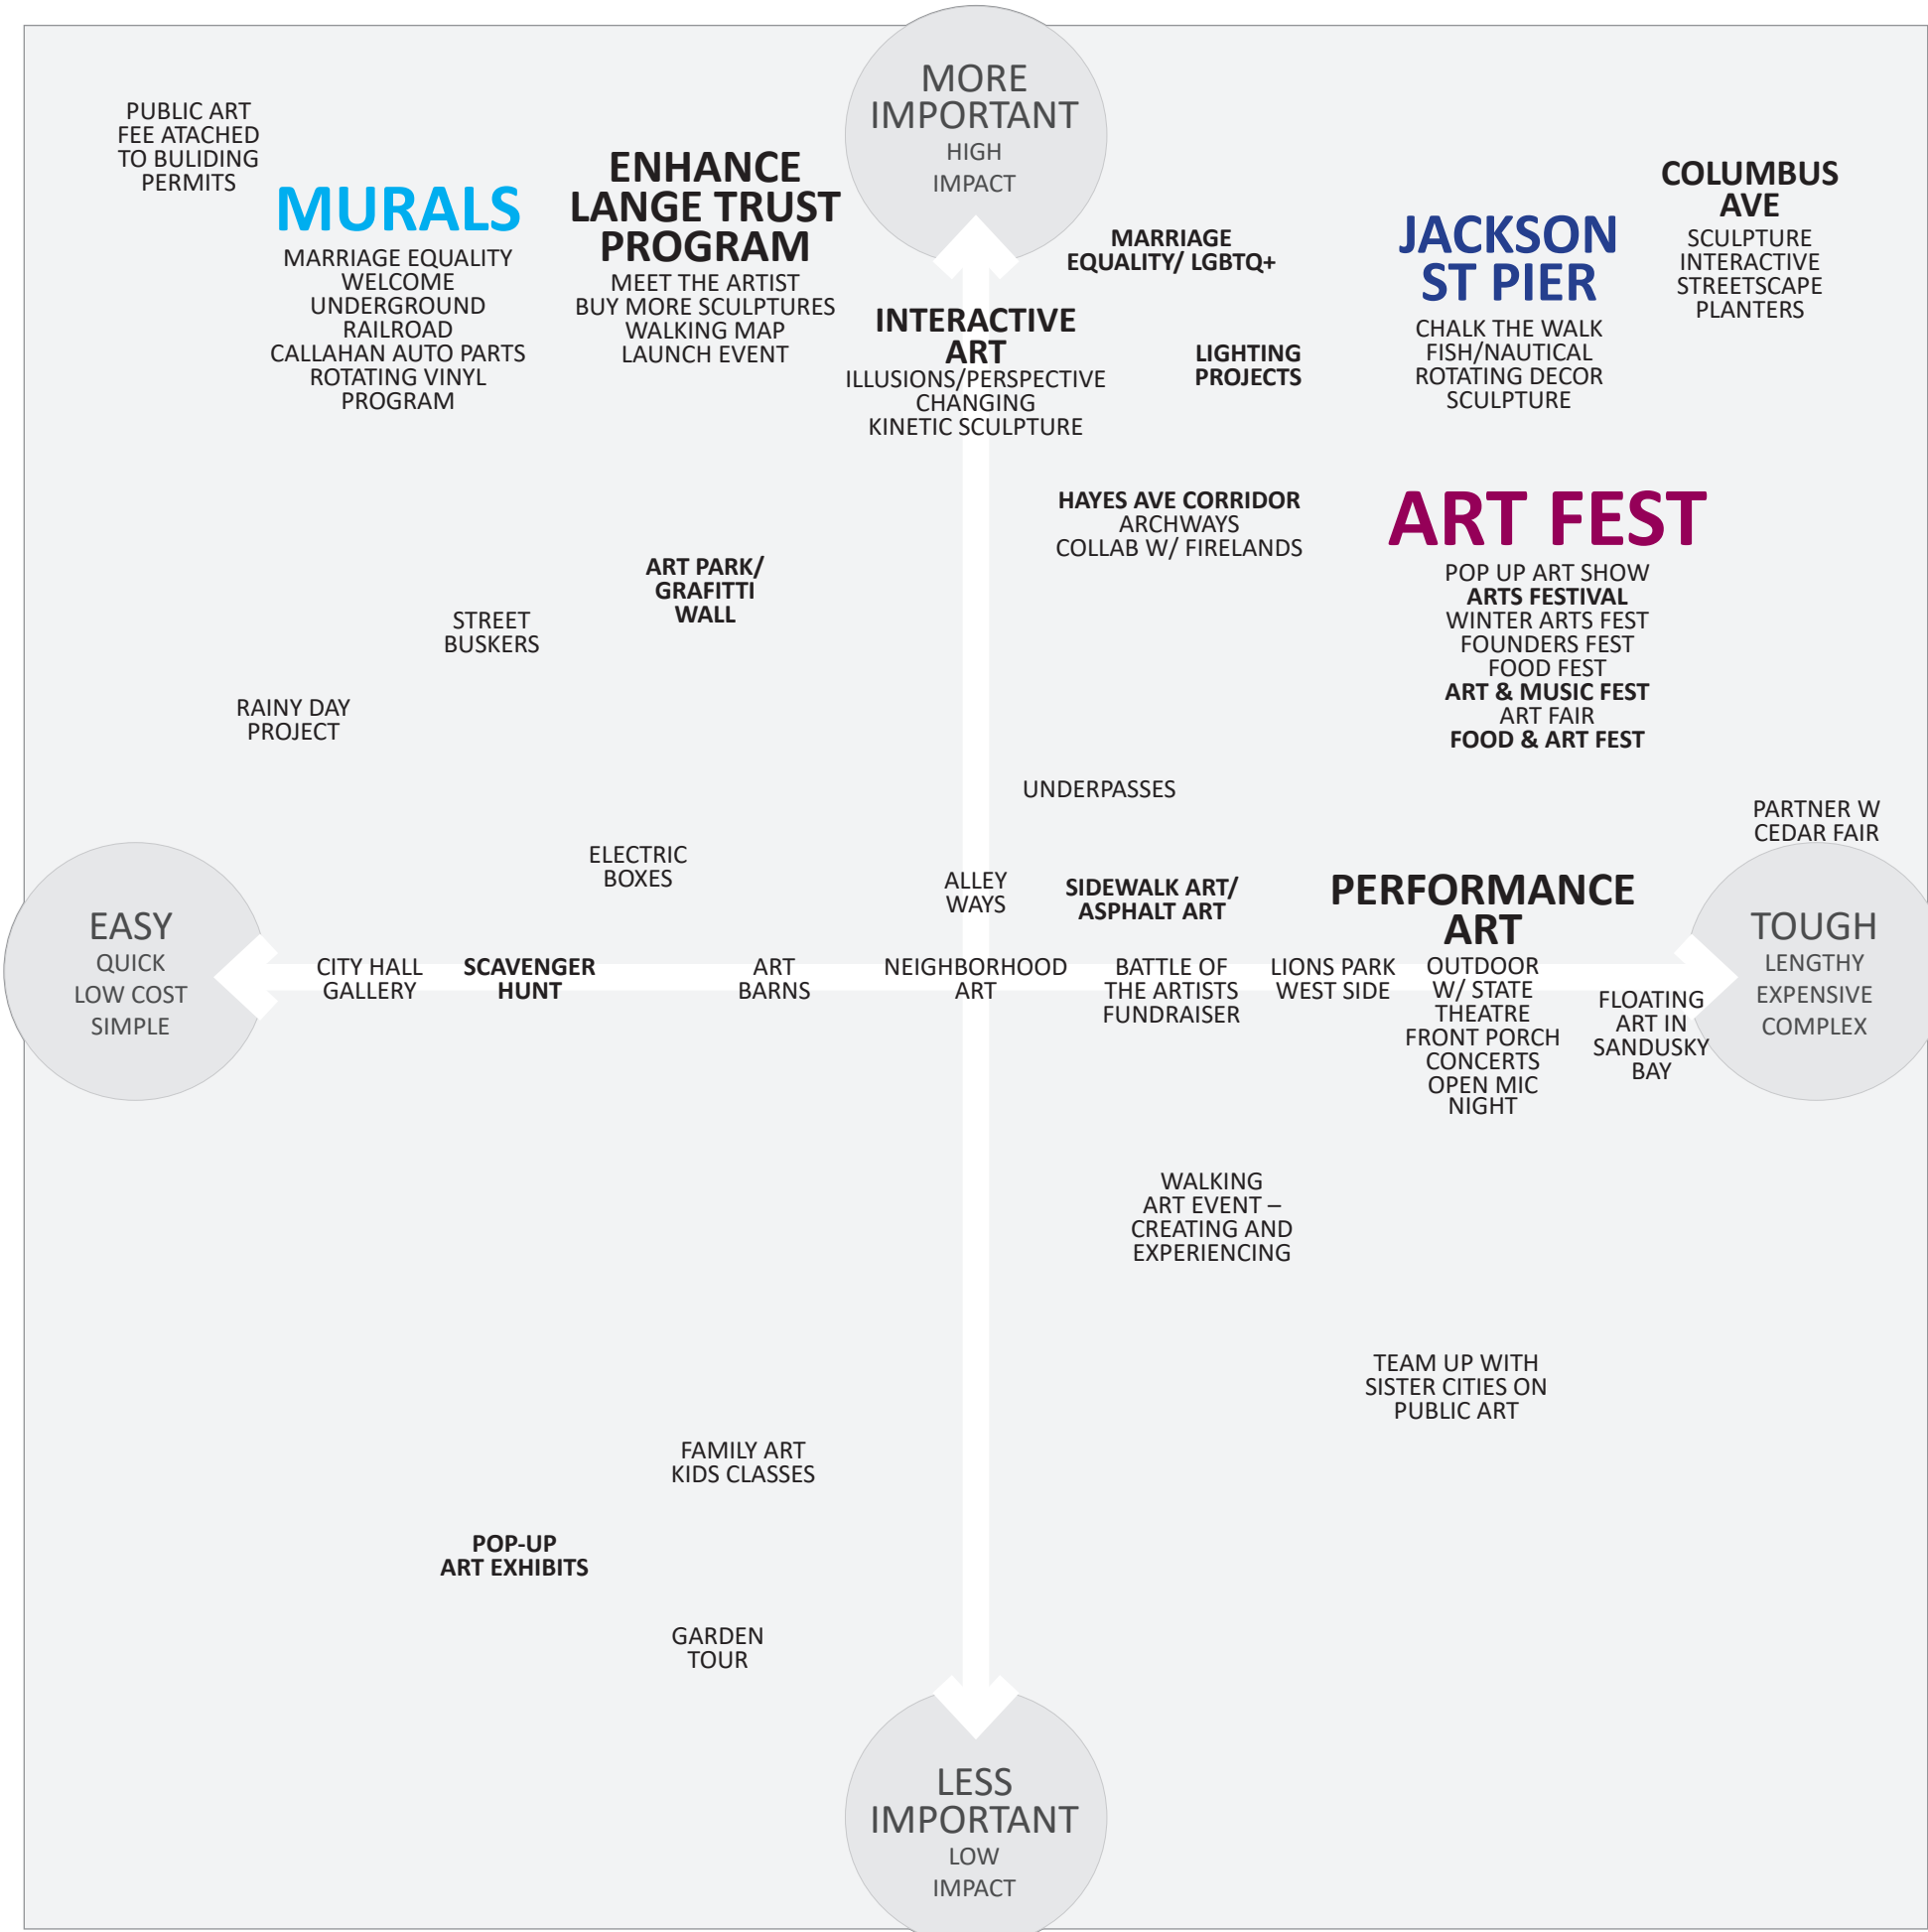 MORE
IMPORTANT
HIGH
IMPACT
PUBLIC ART
FEE ATACHED
TO BULIDING
PERMITS
MURALS
MARRIAGE EQUALITY
WELCOME
UNDERGROUND
RAILROAD
CALLAHAN AUTO PARTS
ROTATING VINYL
PROGRAM
ENHANCE
LANGE TRUST
PROGRAM
MEET THE ARTIST
BUY MORE SCULPTURES
WALKING MAP
LAUNCH EVENT
INTERACTIVE
ART
ILLUSIONS/PERSPECTIVE
CHANGING
KINETIC SCULPTURE
MARRIAGE
EQUALITY/ LGBTQ+
LIGHTING
PROJECTS
JACKSON
ST PIER
CHALK THE WALK
FISH/NAUTICAL
ROTATING DECOR
SCULPTURE
COLUMBUS
AVE
SCULPTURE
INTERACTIVE
STREETSCAPE
PLANTERS
HAYES AVE CORRIDOR
ARCHWAYS
COLLAB W/ FIRELANDS
ART FEST
POP UP ART SHOW
ARTS FESTIVAL
WINTER ARTS FEST
FOUNDERS FEST
FOOD FEST
ART & MUSIC FEST
ART FAIR
FOOD & ART FEST
ART PARK/
GRAFITTI
WALL
STREET
BUSKERS
RAINY DAY
PROJECT
UNDERPASSES
PARTNER W
CEDAR FAIR
ELECTRIC
BOXES
ALLEY
WAYS
SIDEWALK ART/
ASPHALT ART
PERFORMANCE
ART
OUTDOOR
W/ STATE
THEATRE
FRONT PORCH
CONCERTS
OPEN MIC
NIGHT
EASY
QUICK
LOW COST
SIMPLE
CITY HALL
GALLERY
SCAVENGER
HUNT
ART
BARNS
NEIGHBORHOOD
ART
BATTLE OF
THE ARTISTS
FUNDRAISER
LIONS PARK
WEST SIDE
FLOATING
ART IN
SANDUSKY
BAY
TOUGH
LENGTHY
EXPENSIVE
COMPLEX
WALKING
ART EVENT –
CREATING AND
EXPERIENCING
TEAM UP WITH
SISTER CITIES ON
PUBLIC ART
FAMILY ART
KIDS CLASSES
POP-UP
ART EXHIBITS
GARDEN
TOUR
LESS
IMPORTANT
LOW
IMPACT